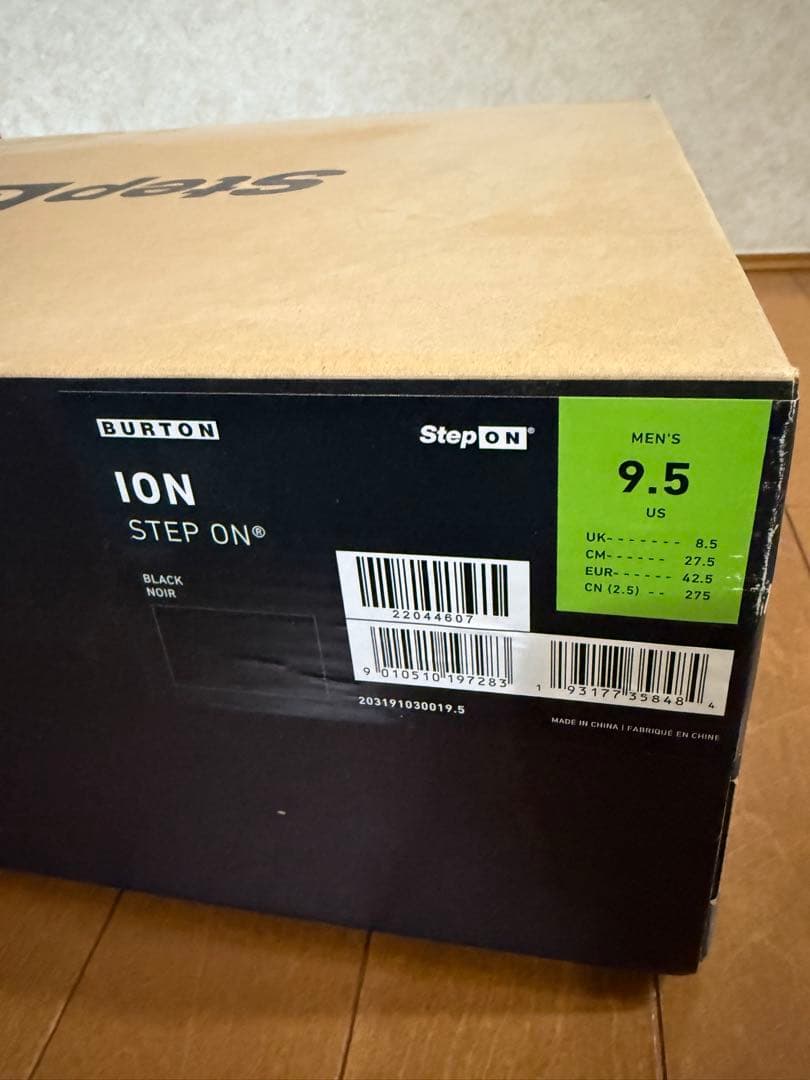 Step
BURTON
StepON®
ION
STEP ON®
BLACK
NOIR
MEN'S
9.5
US
UK- - - - - - - 8.5
CM- - - - - - 27.5
EUR- - - - - - 42.5
CN (2.5) - - 275
22044607
9 010510 197283
1 93177 35848 4
203191030019.5
MADE IN CHINA | FABRIQUÉ EN CHINE